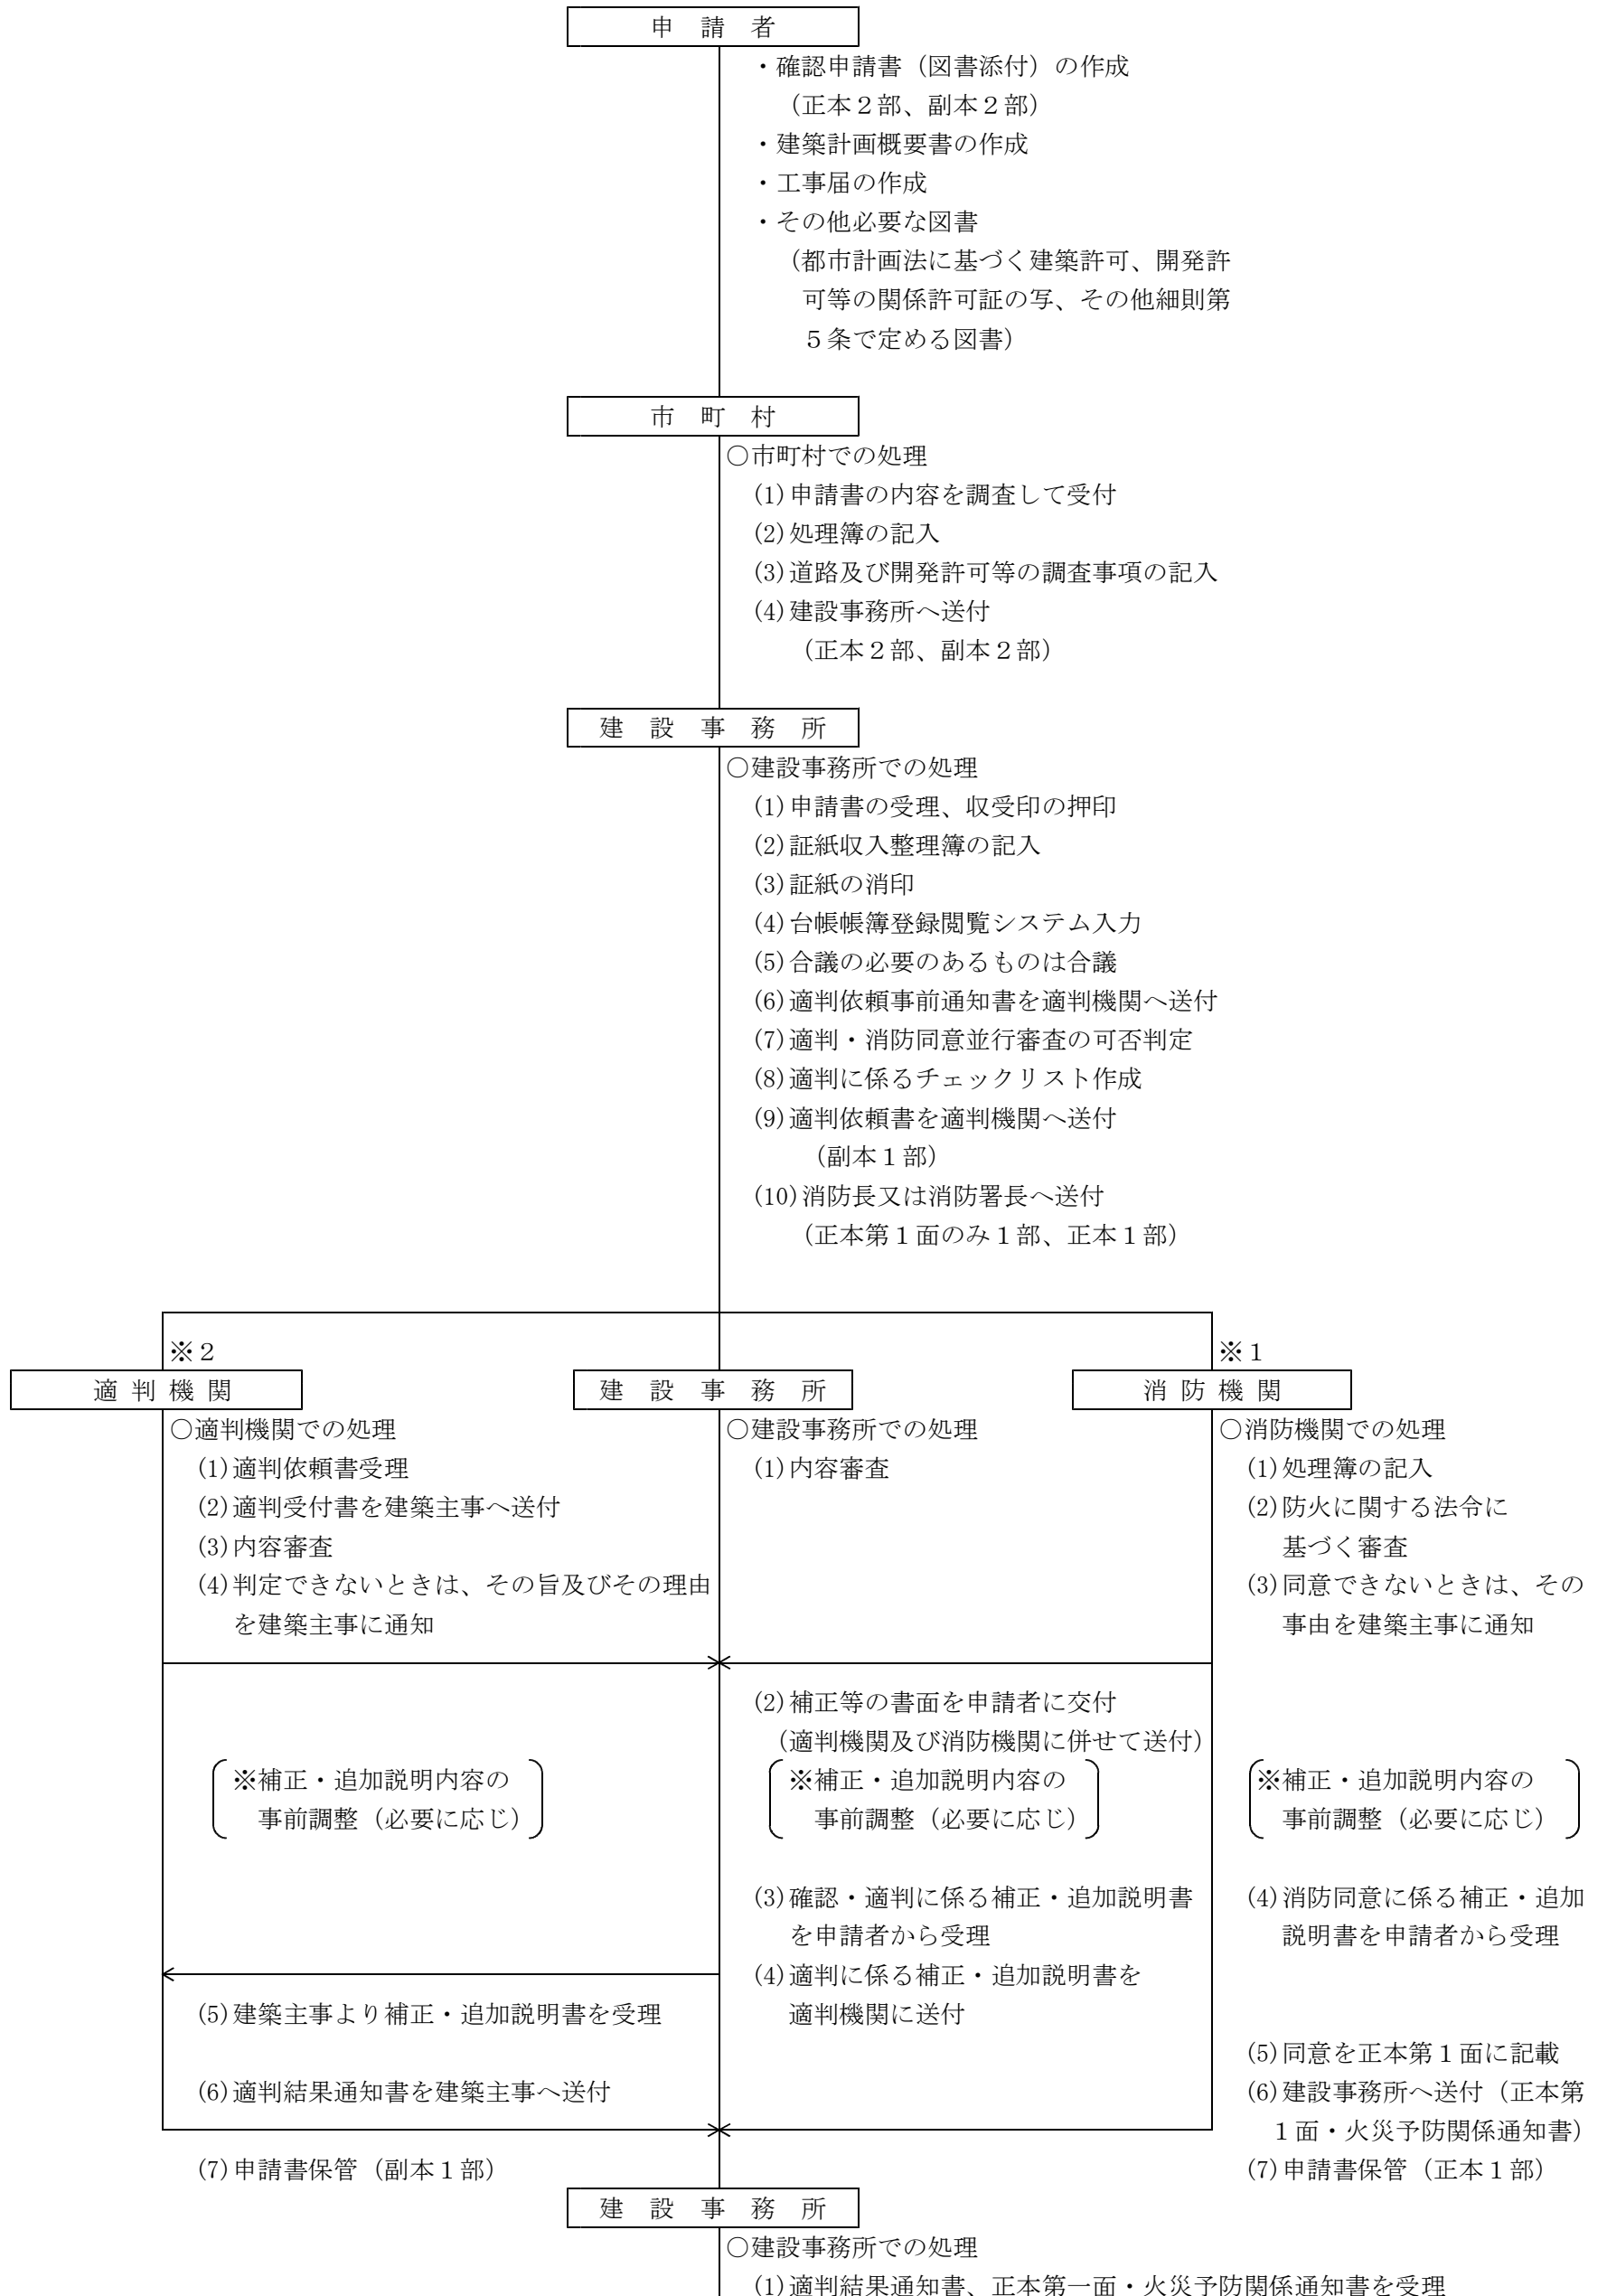 申請者
・確認申請書（図書添付）の作成
（正本２部、副本２部）
・建築計画概要書の作成
・工事届の作成
・その他必要な図書
（都市計画法に基づく建築許可、開発許
可等の関係許可証の写、その他細則第
５条で定める図書）
市町村
○市町村での処理
(1)申請書の内容を調査して受付
(2)処理簿の記入
(3)道路及び開発許可等の調査事項の記入
(4)建設事務所へ送付
（正本２部、副本２部）
建設事務所
○建設事務所での処理
(1)申請書の受理、収受印の押印
(2)証紙収入整理簿の記入
(3)証紙の消印
(4)台帳帳簿登録閲覧システム入力
(5)合議の必要のあるものは合議
(6)適判依頼事前通知書を適判機関へ送付
(7)適判・消防同意並行審査の可否判定
(8)適判に係るチェックリスト作成
(9)適判依頼書を適判機関へ送付
（副本１部）
(10)消防長又は消防署長へ送付
（正本第１面のみ１部、正本１部）
※２
適判機関
○適判機関での処理
(1)適判依頼書受理
(2)適判受付書を建築主事へ送付
(3)内容審査
(4)判定できないときは、その旨及びその理由
を建築主事に通知
※補正・追加説明内容の
事前調整（必要に応じ）
(5)建築主事より補正・追加説明書を受理
(6)適判結果通知書を建築主事へ送付
(7)申請書保管（副本１部）
建設事務所
○建設事務所での処理
(1)内容審査
(2)補正等の書面を申請者に交付
（適判機関及び消防機関に併せて送付）
※補正・追加説明内容の
事前調整（必要に応じ）
(3)確認・適判に係る補正・追加説明書
を申請者から受理
(4)適判に係る補正・追加説明書を
適判機関に送付
※１
消防機関
○消防機関での処理
(1)処理簿の記入
(2)防火に関する法令に
基づく審査
(3)同意できないときは、その
事由を建築主事に通知
※補正・追加説明内容の
事前調整（必要に応じ）
(4)消防同意に係る補正・追加
説明書を申請者から受理
(5)同意を正本第１面に記載
(6)建設事務所へ送付（正本第
１面・火災予防関係通知書）
(7)申請書保管（正本１部）
建設事務所
○建設事務所での処理
(1)適判結果通知書、正本第一面・火災予防関係通知書を受理